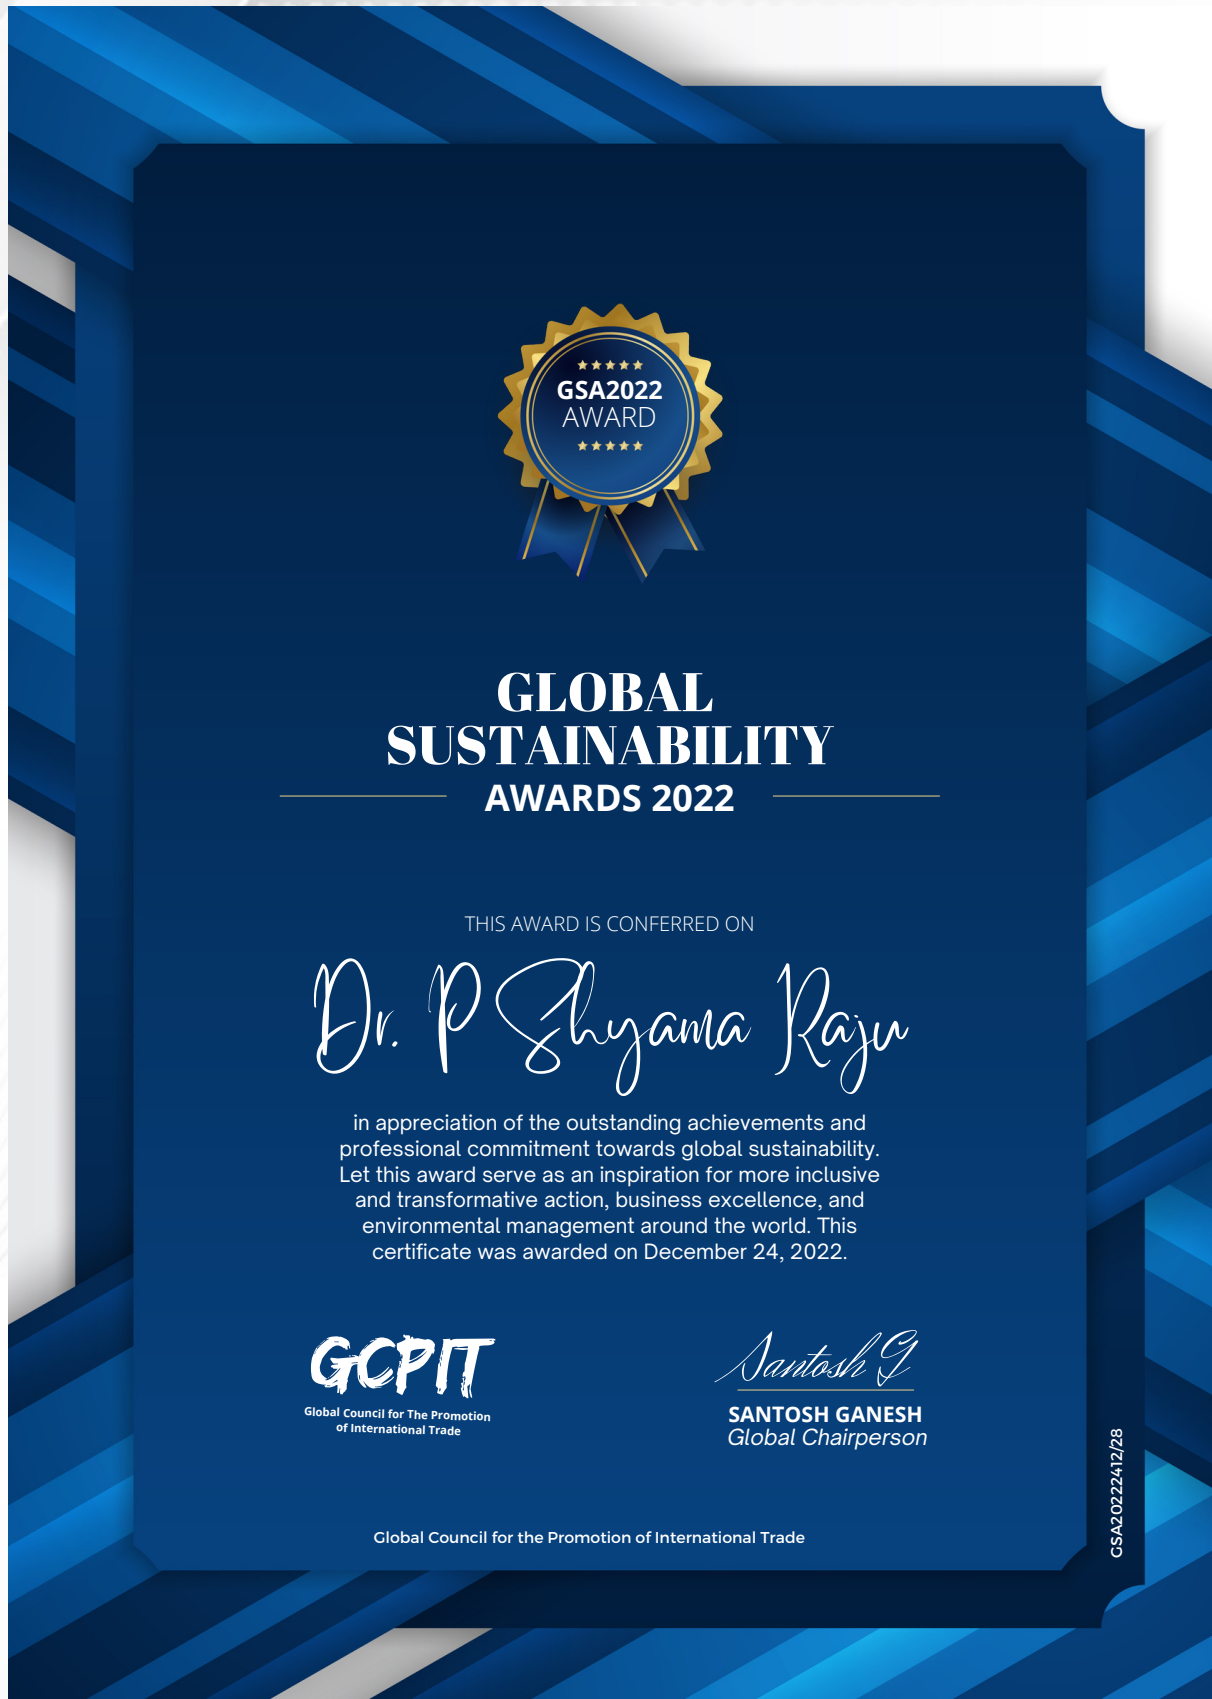 GSA2022
AWARD
GLOBAL
SUSTAINABILITY
AWARDS 2022
THIS AWARD IS CONFERRED ON
Dr. P Shyama Raju
in appreciation of the outstanding achievements and
professional commitment towards global sustainability.
Let this award serve as an inspiration for more inclusive
and transformative action, business excellence, and
environmental management around the world. This
certificate was awarded on December 24, 2022.
GCPIT
Global Council for The Promotion
of International Trade
Santosh G
SANTOSH GANESH
Global Chairperson
Global Council for the Promotion of International Trade
GSA20222412/28